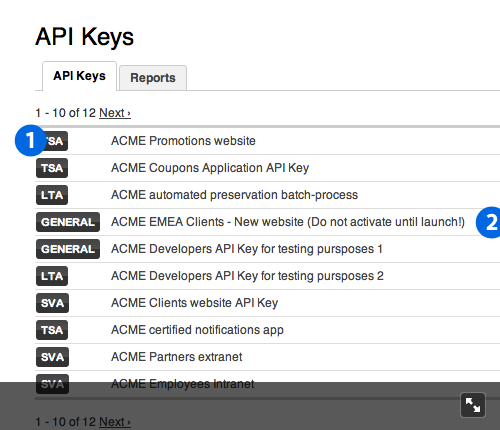 API Keys
API Keys Reports
1 - 10 of 12 Next ›
1 TSA ACME Promotions website
TSA ACME Coupons Application API Key
LTA ACME automated preservation batch-process
GENERAL ACME EMEA Clients - New website (Do not activate until launch!) 2
GENERAL ACME Developers API Key for testing pursposes 1
LTA ACME Developers API Key for testing pursposes 2
SVA ACME Clients website API Key
TSA ACME certified notifications app
SVA ACME Partners extranet
SVA ACME Employees Intranet
1 - 10 of 12 Next ›